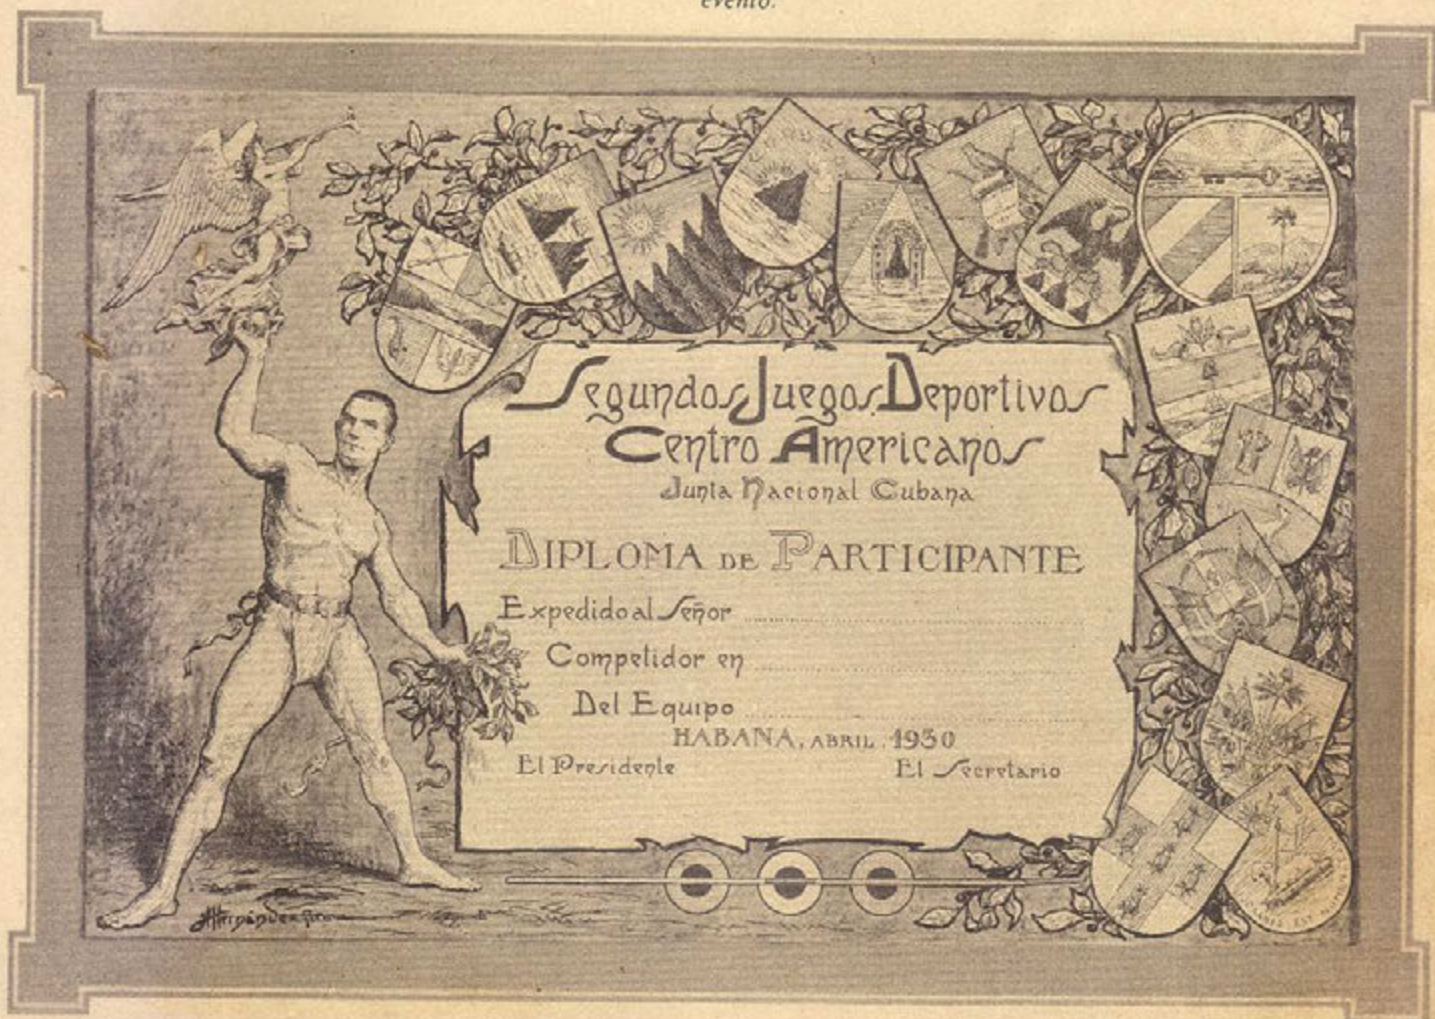 evento.
Segundos Juegos Deportivos
Centro Americanos
Junta Nacional Cubana
DIPLOMA DE PARTICIPANTE
Expedido al Señor
Competidor en
Del Equipo
HABANA, ABRIL, 1930
El Presidente
El Secretario